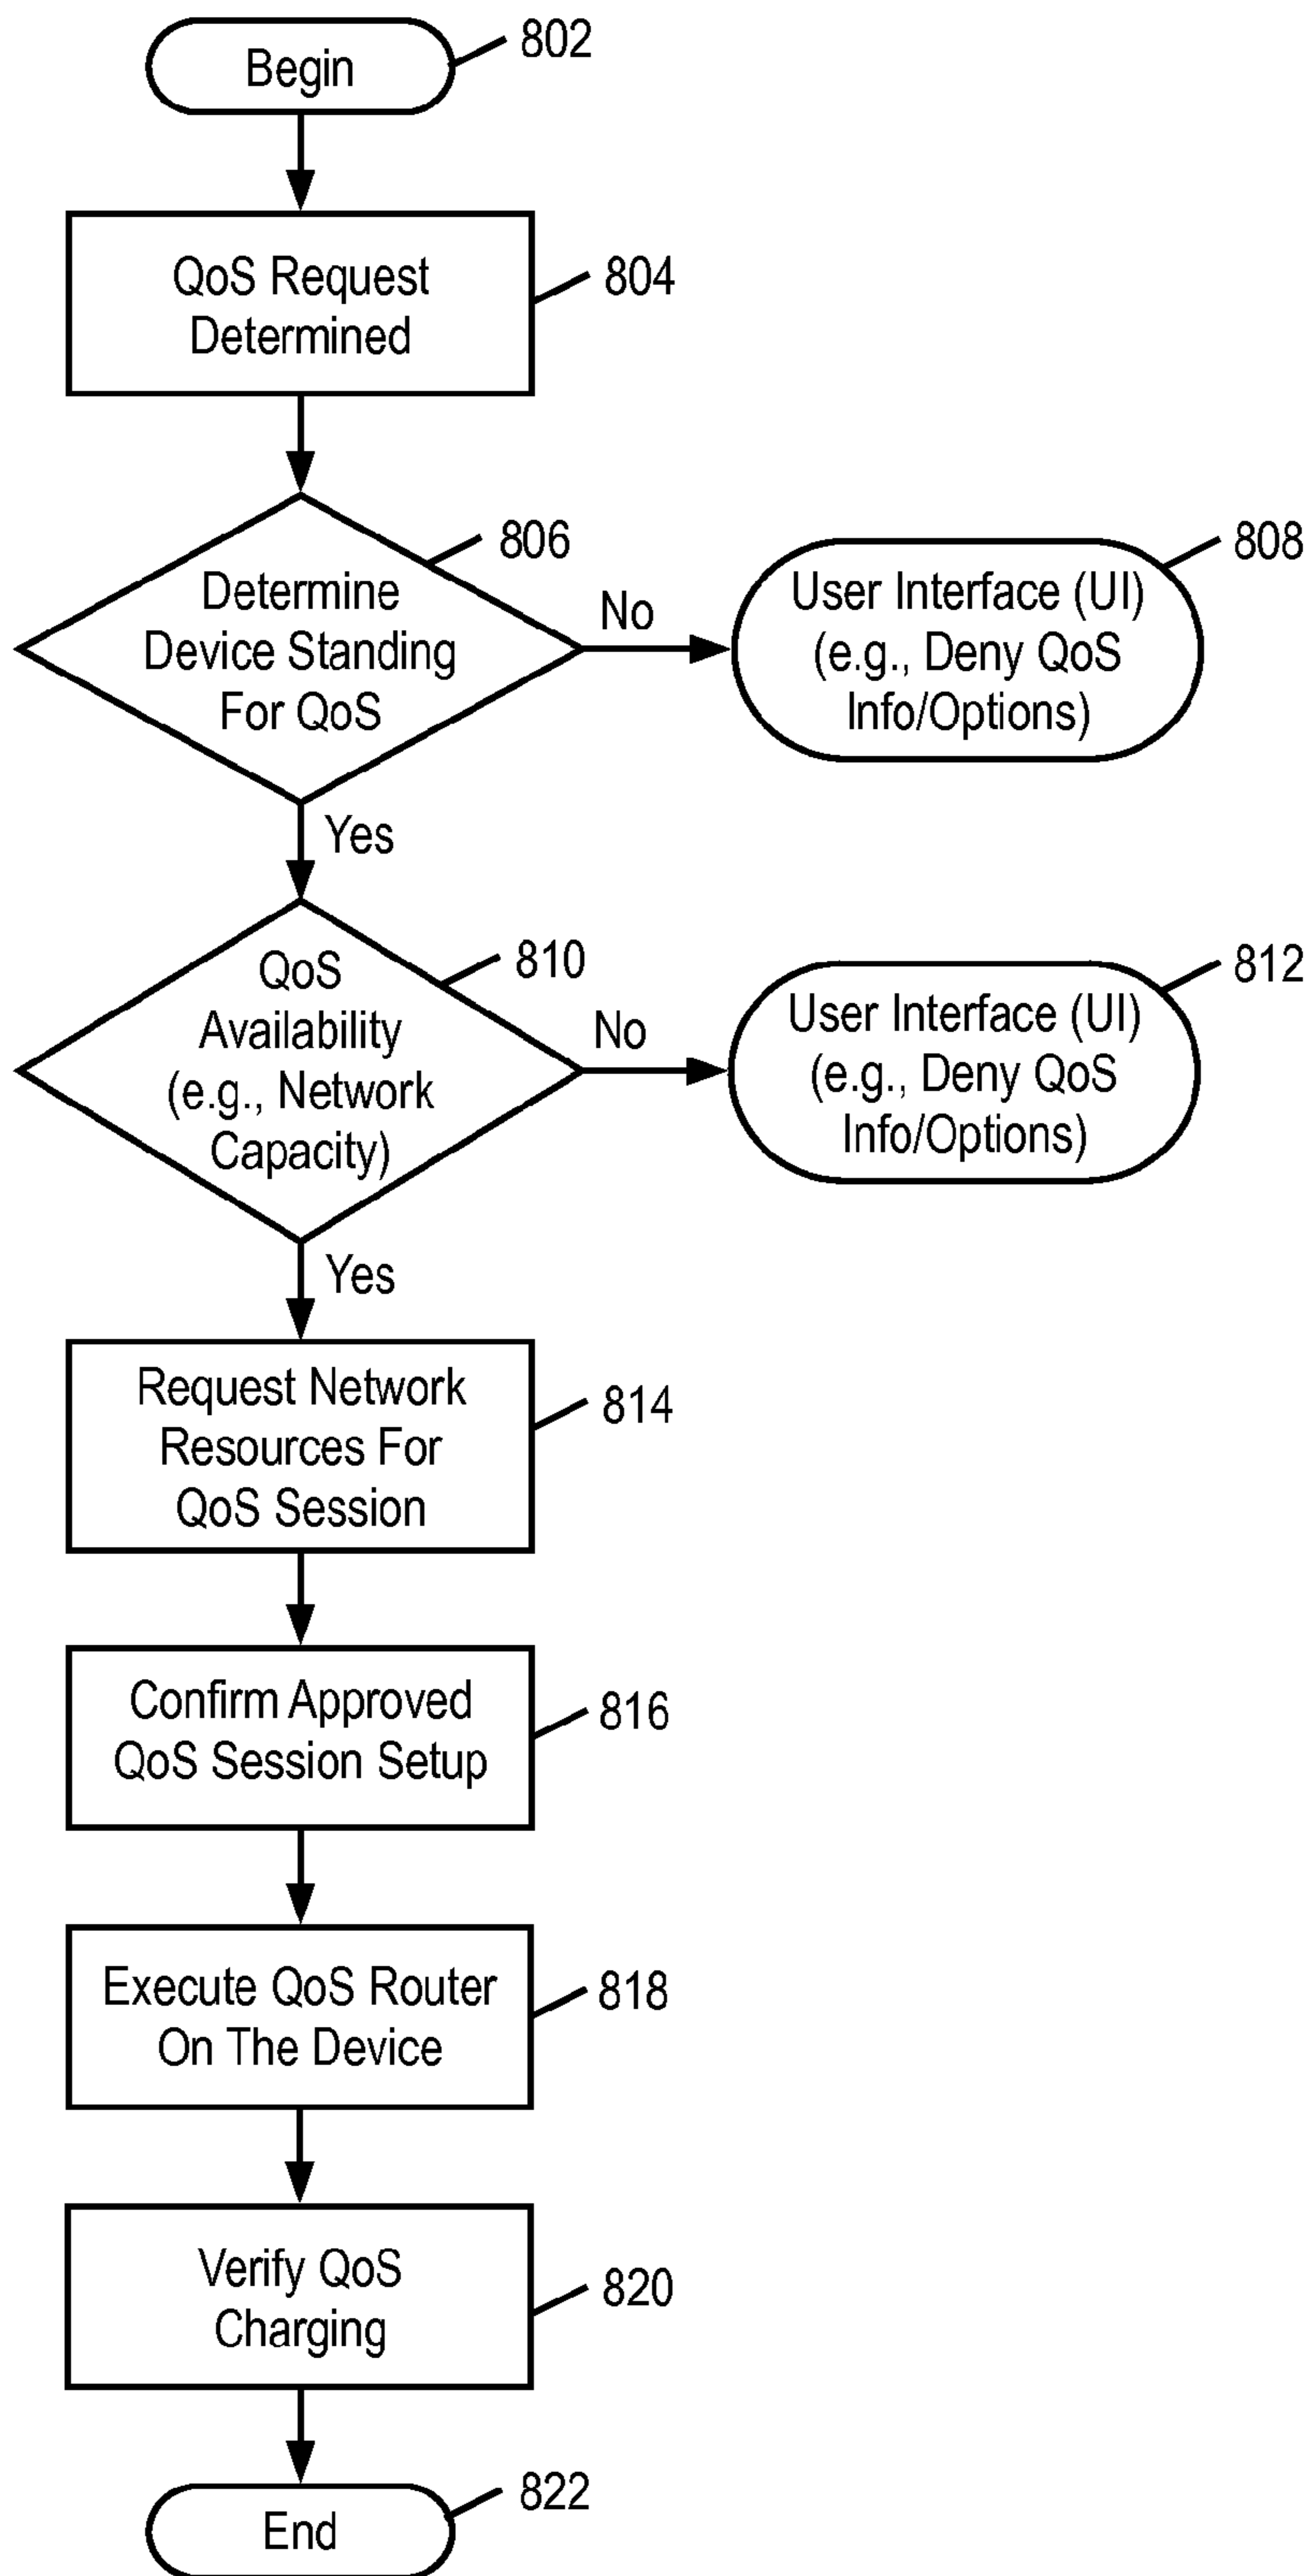 Begin
802
QoS Request
Determined
804
806
Determine
Device Standing
For QoS
No
808
User Interface (UI)
(e.g., Deny QoS
Info/Options)
Yes
810
QoS
Availability
(e.g., Network
Capacity)
No
812
User Interface (UI)
(e.g., Deny QoS
Info/Options)
Yes
Request Network
Resources For
QoS Session
814
Confirm Approved
QoS Session Setup
816
Execute QoS Router
On The Device
818
Verify QoS
Charging
820
End
822